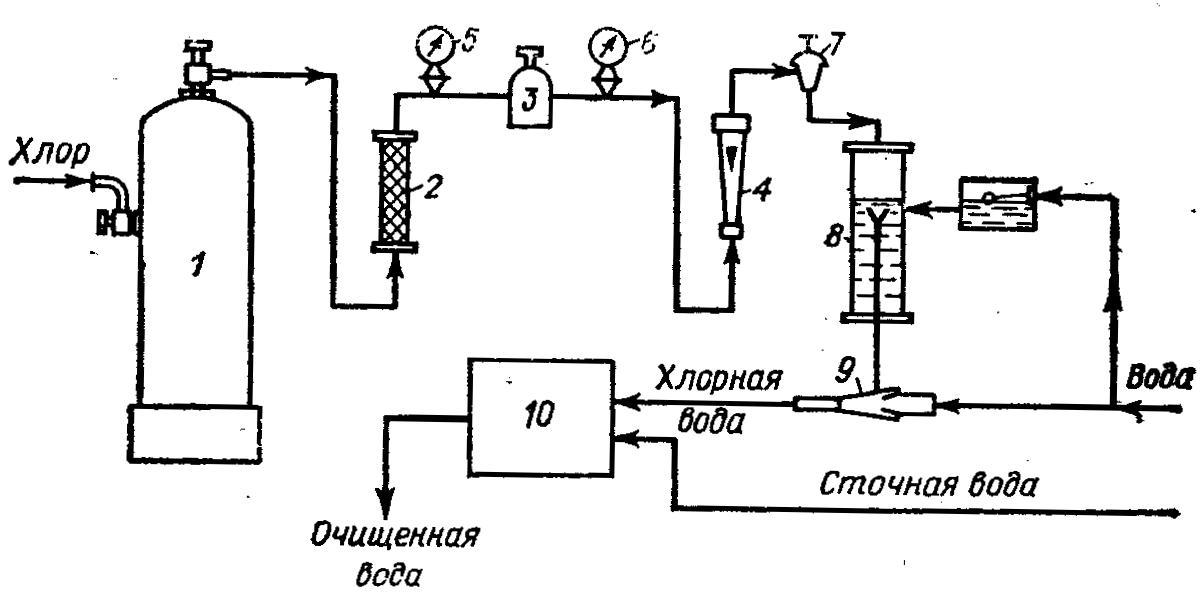 5
6
7
3
Хлор
2
4
8
1
9
Вода
Хлорная
вода
10
Сточная вода
Очищенная
вода